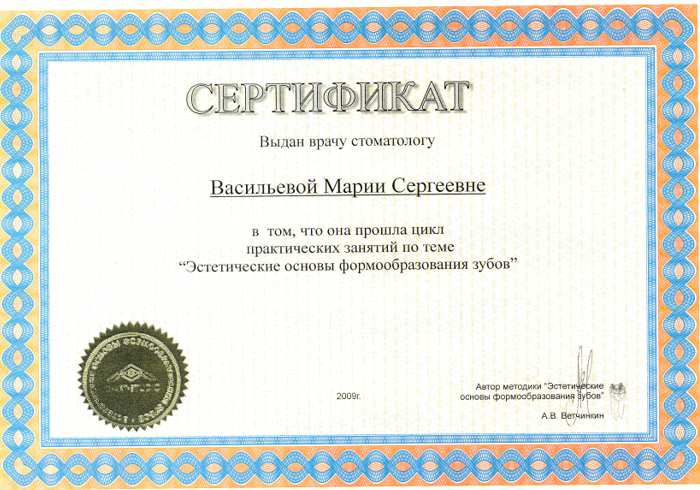 СЕРТИФИКАТ
Выдан врачу стоматологу
Васильевой Марии Сергеевне
в том, что она прошла цикл
практических занятий по теме
“Эстетические основы формообразования зубов”
2009г.
Автор методики "Эстетические
основы формообразования зубов"
А.В. Ветчинкин